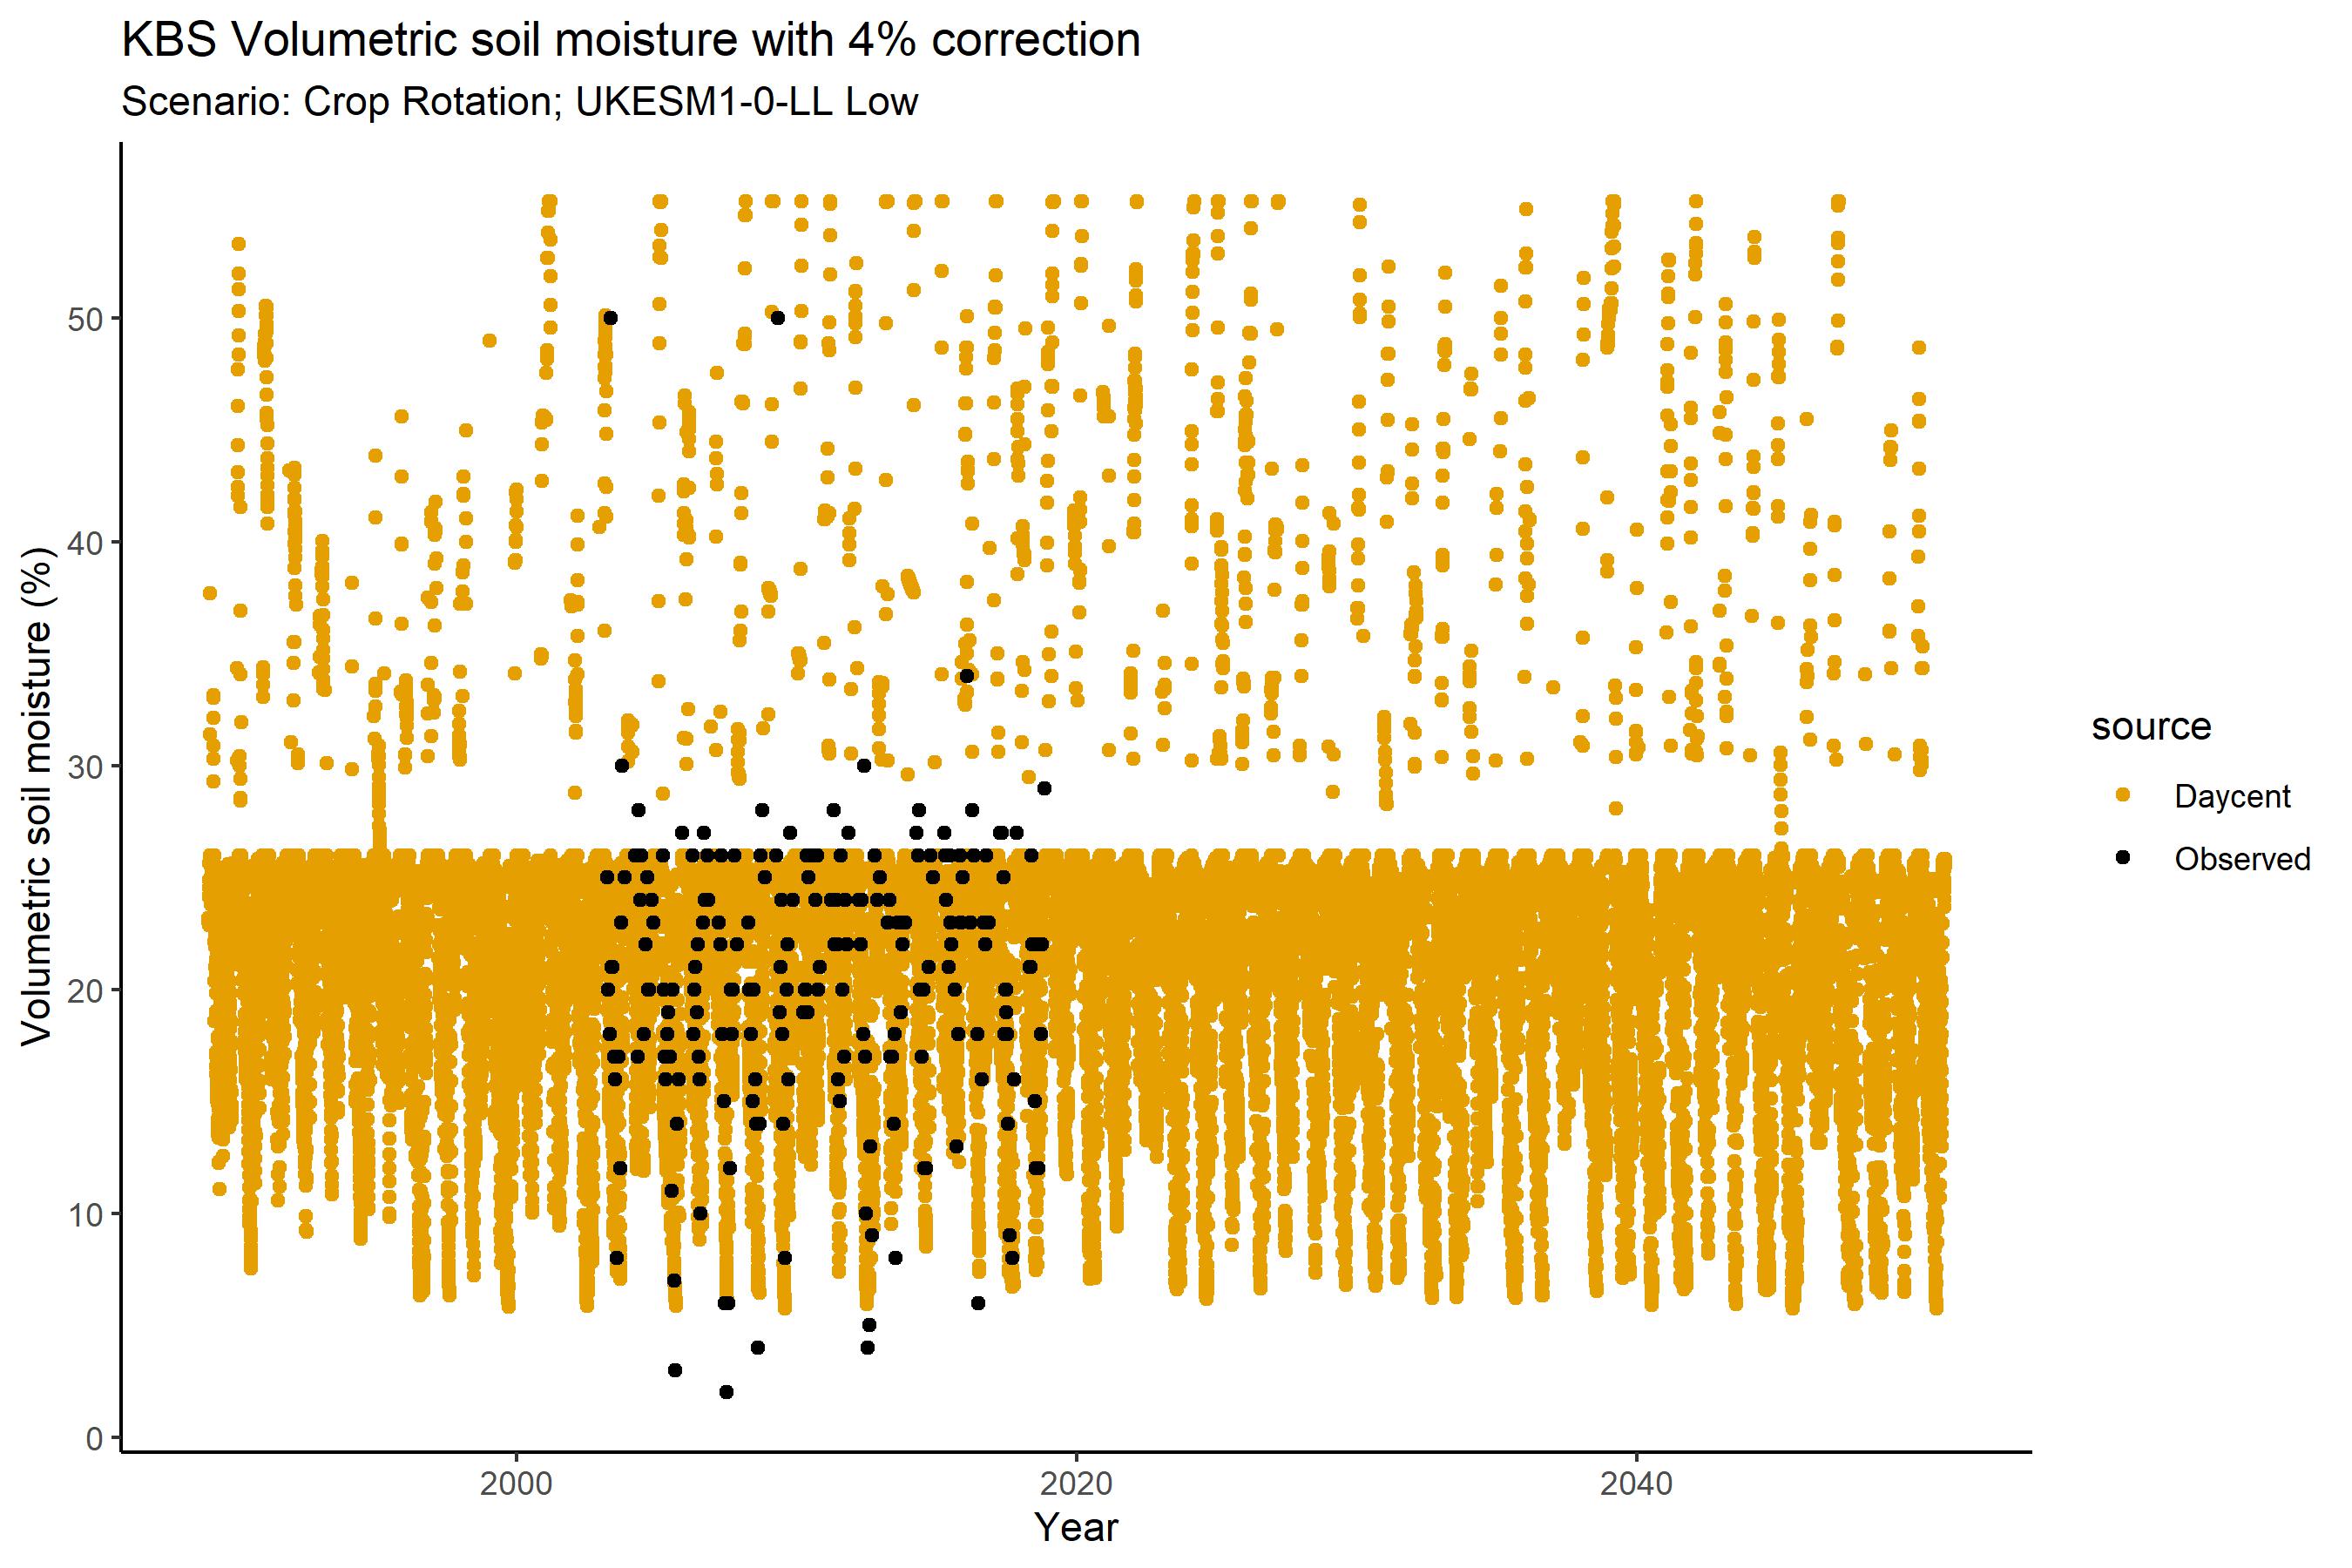 KBS Volumetric soil moisture with 4% correction
Scenario: Crop Rotation; UKESM1-0-LL Low
Volumetric soil moisture (%)
50
40
30
20
10
0
2000
2020
2040
Year
source
Daycent
Observed